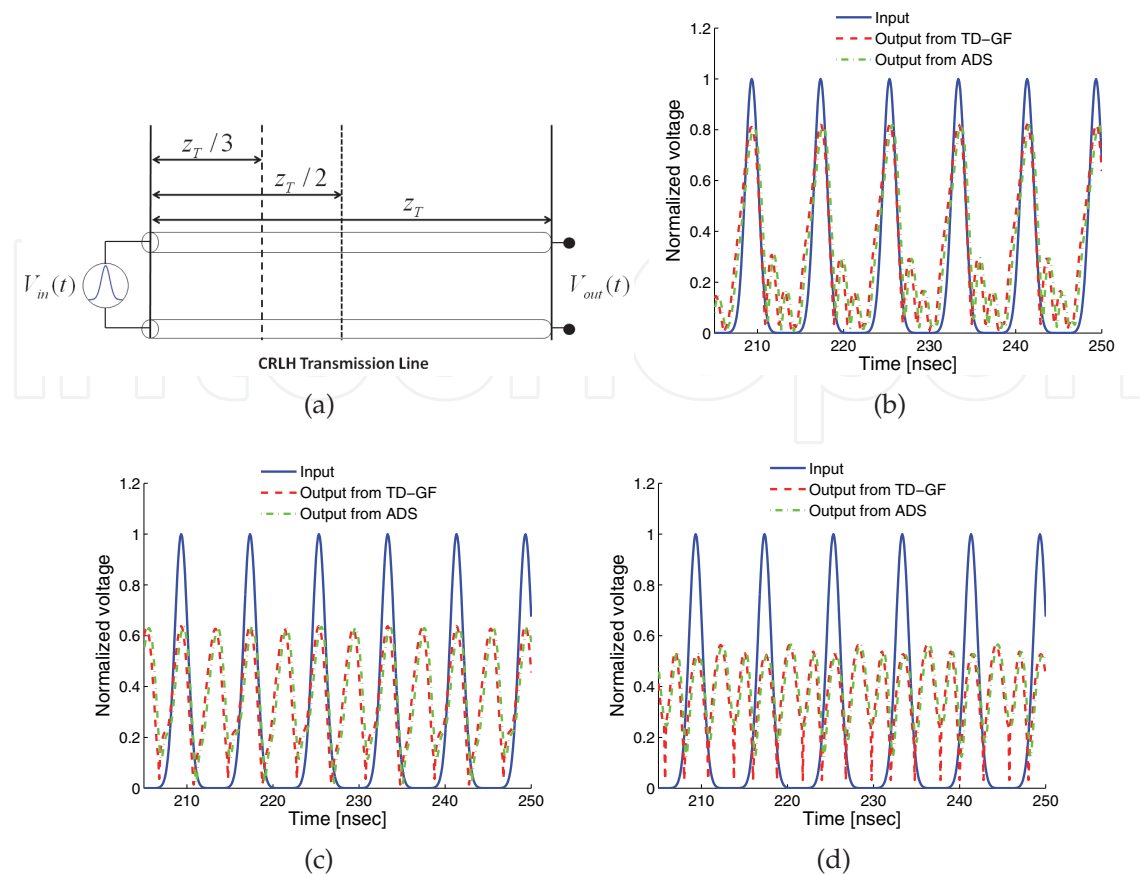 z_T /3
z_T /2
z_T
V_in(t)
V_out(t)
CRLH Transmission Line
(a)
Input
Output from TD-GF
Output from ADS
1.2
1
0.8
0.6
0.4
0.2
0
Normalized voltage
210
220
230
240
250
Time [nsec]
(b)
Input
Output from TD-GF
Output from ADS
1.2
1
0.8
0.6
0.4
0.2
0
Normalized voltage
210
220
230
240
250
Time [nsec]
(c)
Input
Output from TD-GF
Output from ADS
1.2
1
0.8
0.6
0.4
0.2
0
Normalized voltage
210
220
230
240
250
Time [nsec]
(d)